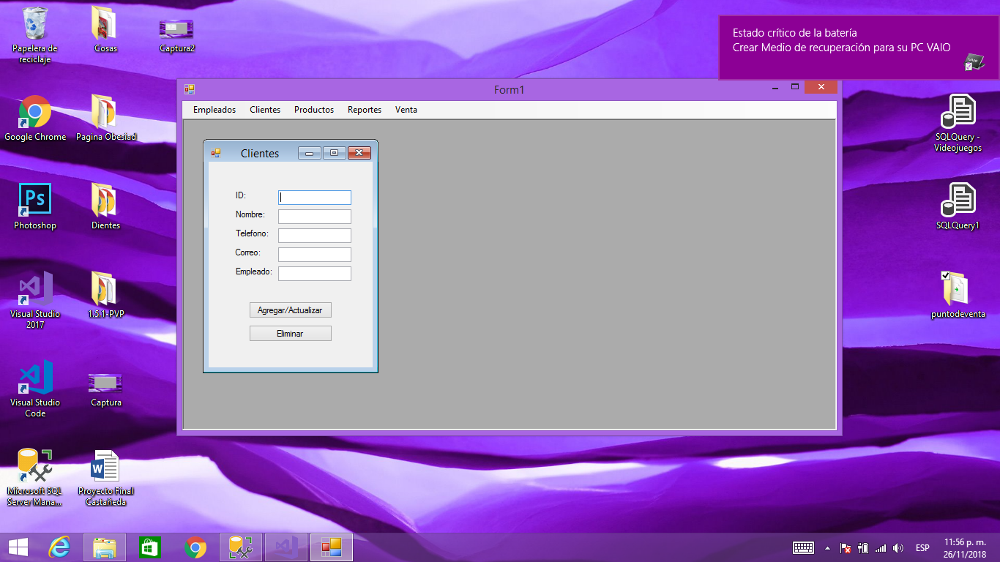 Papelera de
reciclaje
Cosas
Captura2
Estado crítico de la batería
Crear Medio de recuperación para su PC VAIO
Google Chrome
Pagina Obesiad
Photoshop
Ps
Dientes
Visual Studio
2017
1.5.1-PVP
Visual Studio
Code
Captura
Microsoft SQL
Server Mana...
Proyecto Final
Castañeda
Form1
Empleados
Clientes
Productos
Reportes
Venta
Clientes
ID:
Nombre:
Telefono:
Correo:
Empleado:
Agregar/Actualizar
Eliminar
SQLQuery -
Videojuegos
SQLQuery1
puntodeventa
ESP
11:56 p. m.
26/11/2018